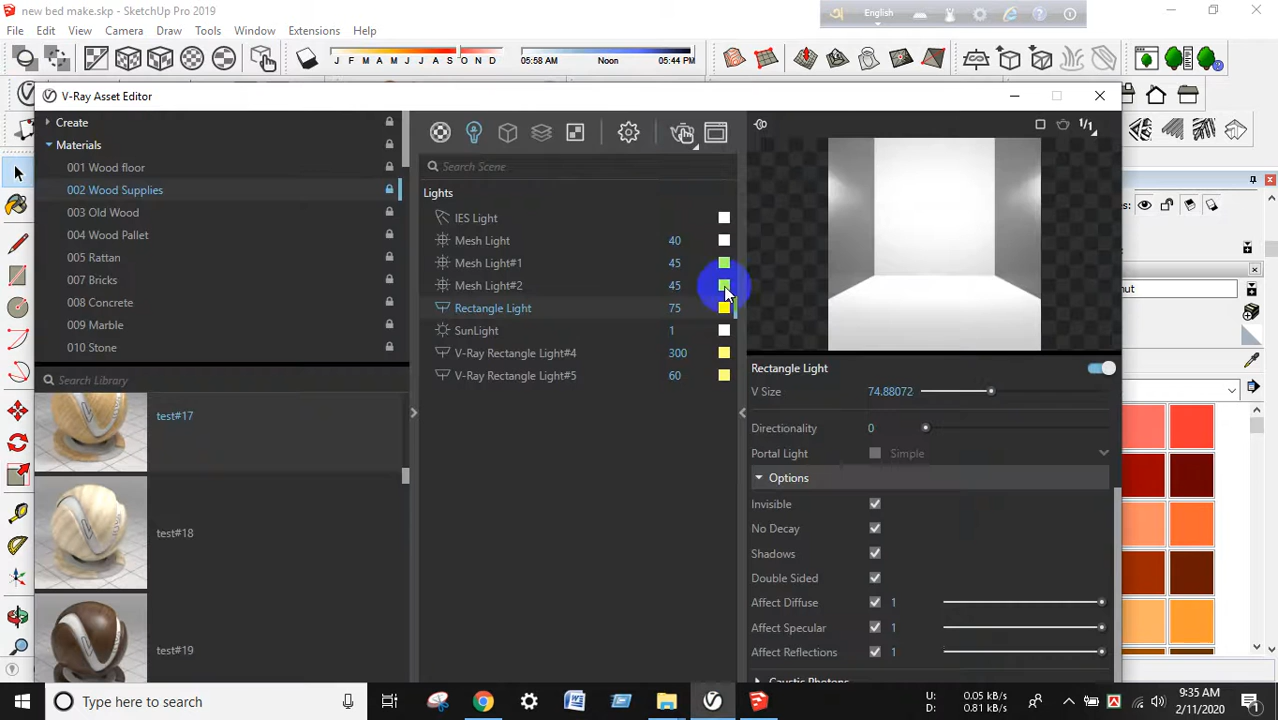 new bed make.skp - SketchUp Pro 2019
English
File Edit View Camera Draw Tools Window Extensions Help
J F M A M J J A S O N D
05:58 AM Noon 05:44 PM
V-Ray Asset Editor
Create
Materials
001 Wood floor
002 Wood Supplies
003 Old Wood
004 Wood Pallet
005 Rattan
007 Bricks
008 Concrete
009 Marble
010 Stone
Search Library
test#17
test#18
test#19
Search Scene
Lights
IES Light
Mesh Light 40
Mesh Light#1 45
Mesh Light#2 45
Rectangle Light 75
SunLight 1
V-Ray Rectangle Light#4 300
V-Ray Rectangle Light#5 60
1/1
Rectangle Light
V Size 74.88072
Directionality 0
Portal Light Simple
Options
Invisible
No Decay
Shadows
Double Sided
Affect Diffuse 1
Affect Specular 1
Affect Reflections 1
Caustic Photons
Type here to search
U: 0.05 kB/s
D: 0.81 kB/s
9:35 AM
2/11/2020